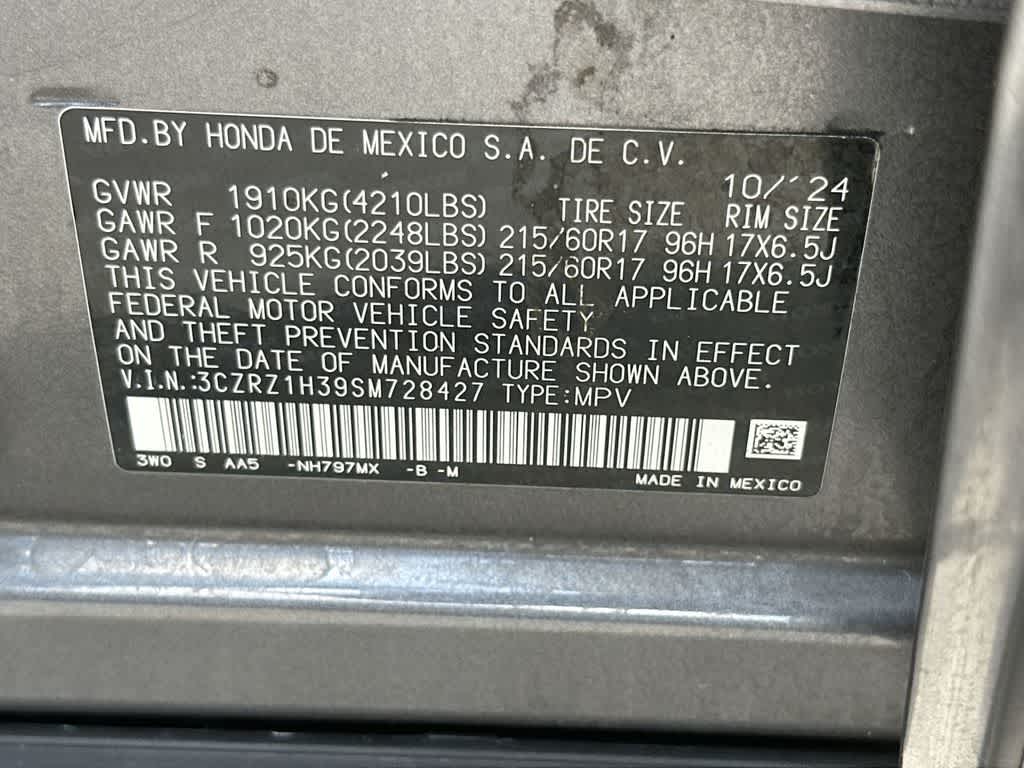 MFD.BY HONDA DE MEXICO S.A. DE C.V.
10/'24
GVWR 1910KG(4210LBS) TIRE SIZE RIM SIZE
GAWR F 1020KG(2248LBS) 215/60R17 96H 17X6.5J
GAWR R 925KG(2039LBS) 215/60R17 96H 17X6.5J
THIS VEHICLE CONFORMS TO ALL APPLICABLE
FEDERAL MOTOR VEHICLE SAFETY
AND THEFT PREVENTION STANDARDS IN EFFECT
ON THE DATE OF MANUFACTURE SHOWN ABOVE.
V.I.N.:3CZRZ1H39SM728427 TYPE:MPV
3W0 S AA5 -NH797MX -B -M
MADE IN MEXICO